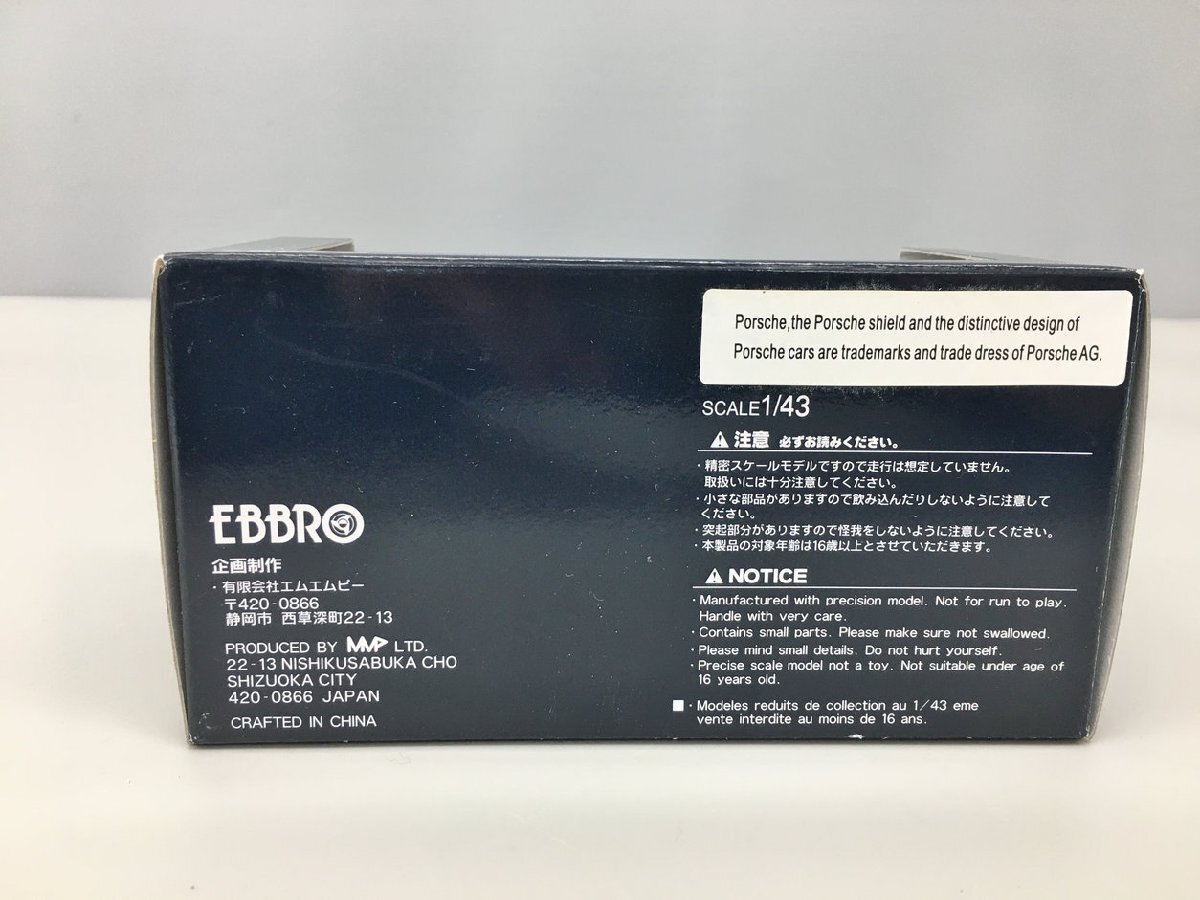 Porsche,the Porsche shield and the distinctive design of
Porsche cars are trademarks and trade dress of PorscheAG.
SCALE1/43
注意 必ずお読みください。
・精密スケールモデルですので走行は想定していません。
取扱いには十分注意してください。
・小さな部品がありますので飲み込んだりしないように注意して
ください。
・突起部分がありますので怪我をしないように注意してください。
・本製品の対象年齢は16歳以上とさせていただきます。
NOTICE
・Manufactured with precision model. Not for run to play.
Handle with very care.
・Contains small parts. Please make sure not swallowed.
・Please mind small details. Do not hurt yourself.
・Precise scale model not a toy. Not suitable under age of
16 years old.
・Modeles reduits de collection au 1/43 eme
vente interdite au moins de 16 ans.
EBBRO
企画制作
・有限会社エムエムピー
〒420-0866
静岡市 西草深町22-13
PRODUCED BY MMP LTD.
22-13 NISHIKUSABUKA CHO
SHIZUOKA CITY
420-0866 JAPAN
CRAFTED IN CHINA